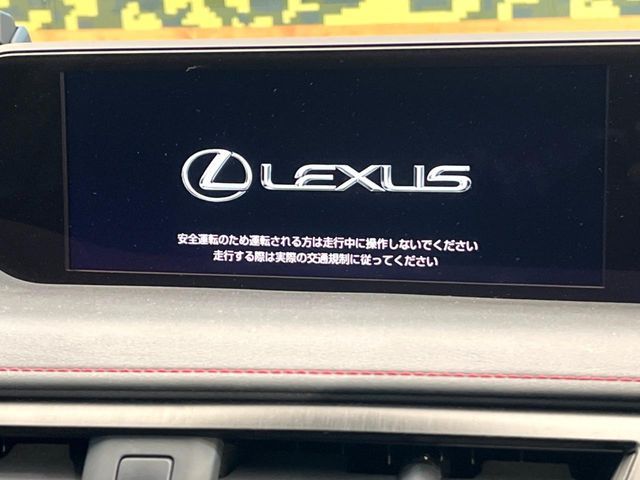 LEXUS
安全運転のため運転される方は走行中に操作しないでください
走行する際は実際の交通規制に従ってください